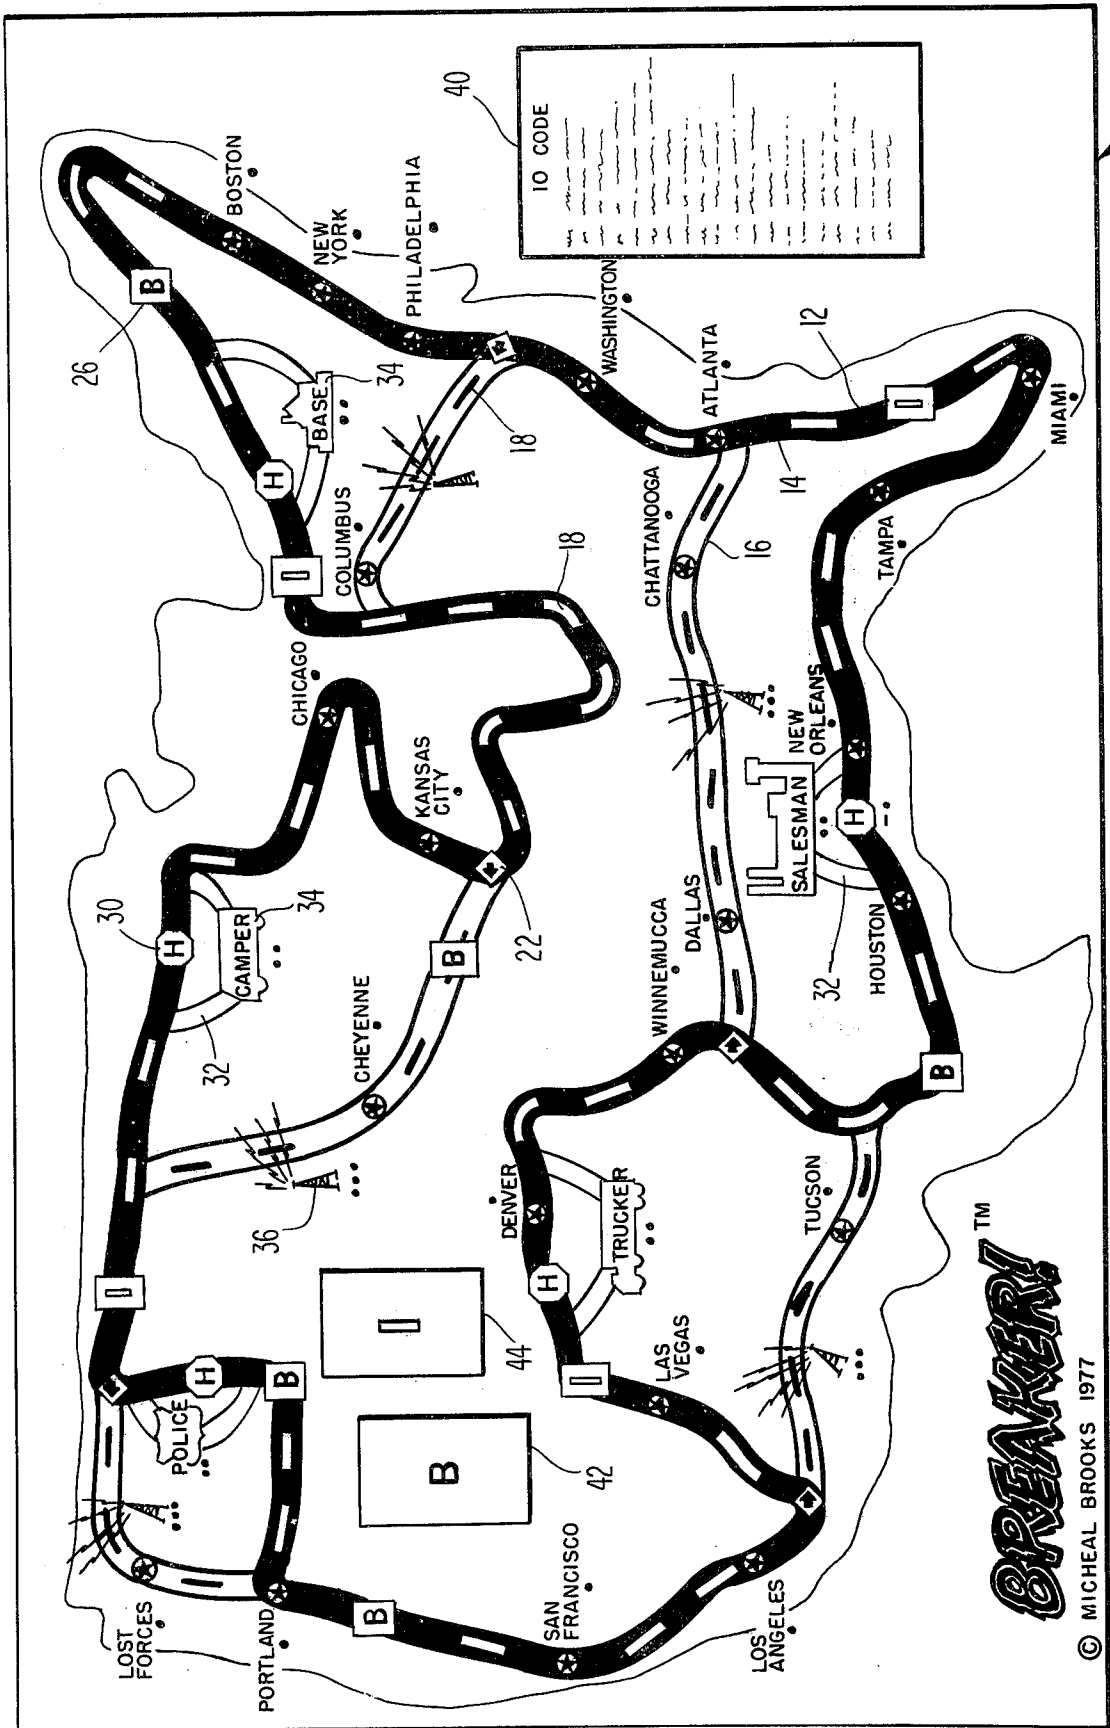 LOST
FORCES
PORTLAND
SAN
FRANCISCO
LOS
ANGELES
LAS
VEGAS
POLICE
H
B
B
B
42
I
44
I
36
CHEYENNE
DENVER
H
I
TRUCKER
TUCSON
32
CAMPER
34
H
30
B
22
WINNEMUCCA
DALLAS
HOUSTON
32
B
SALESMAN
H
NEW
ORLEANS
KANSAS
CITY
CHICAGO
COLUMBUS
18
18
I
H
BASE
34
B
26
CHATTANOOGA
16
TAMPA
MIAMI
14
12
I
ATLANTA
WASHINGTON
PHILADELPHIA
NEW
YORK
BOSTON
40
10 CODE
BREAKER! TM
© MICHEAL BROOKS 1977